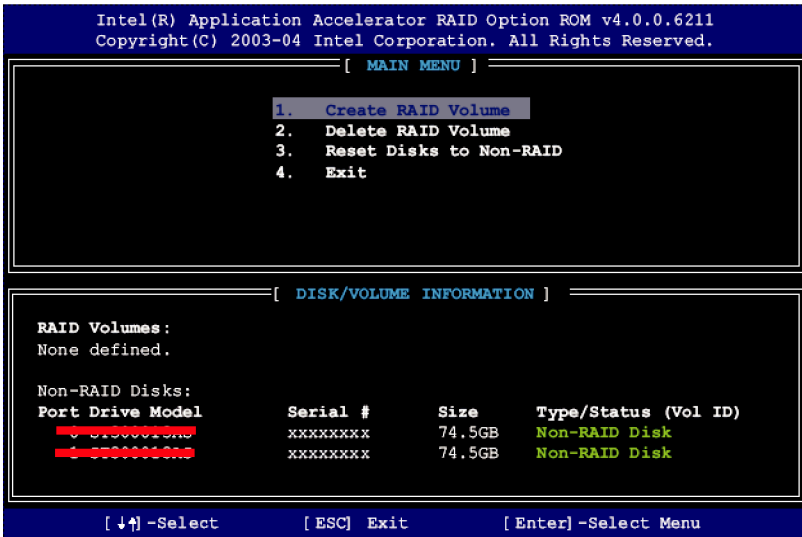 Intel(R) Application Accelerator RAID Option ROM v4.0.0.6211
Copyright(C) 2003-04 Intel Corporation. All Rights Reserved.
[ MAIN MENU ]
1. Create RAID Volume
2. Delete RAID Volume
3. Reset Disks to Non-RAID
4. Exit
[ DISK/VOLUME INFORMATION ]
RAID Volumes:
None defined.
Non-RAID Disks:
Port Drive Model Serial # Size Type/Status (Vol ID)
xxxxxxxx 74.5GB Non-RAID Disk
xxxxxxxx 74.5GB Non-RAID Disk
[↓↑]-Select [ESC] Exit [Enter]-Select Menu